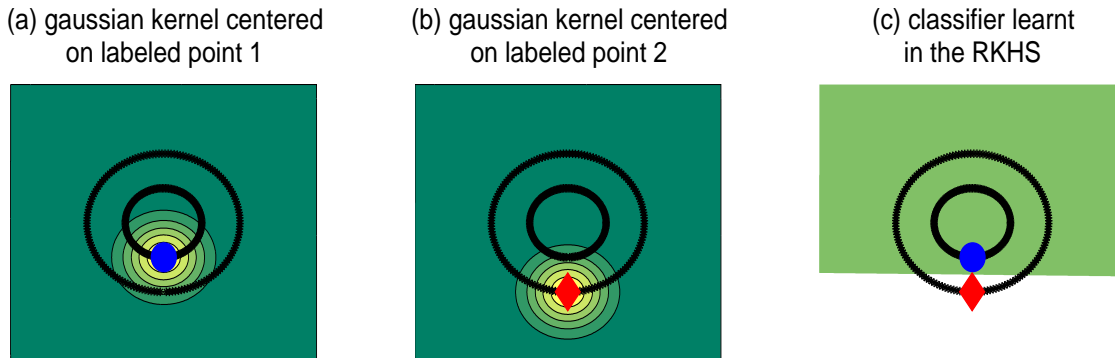 (a) gaussian kernel centered
on labeled point 1
(b) gaussian kernel centered
on labeled point 2
(c) classifier learnt
in the RKHS